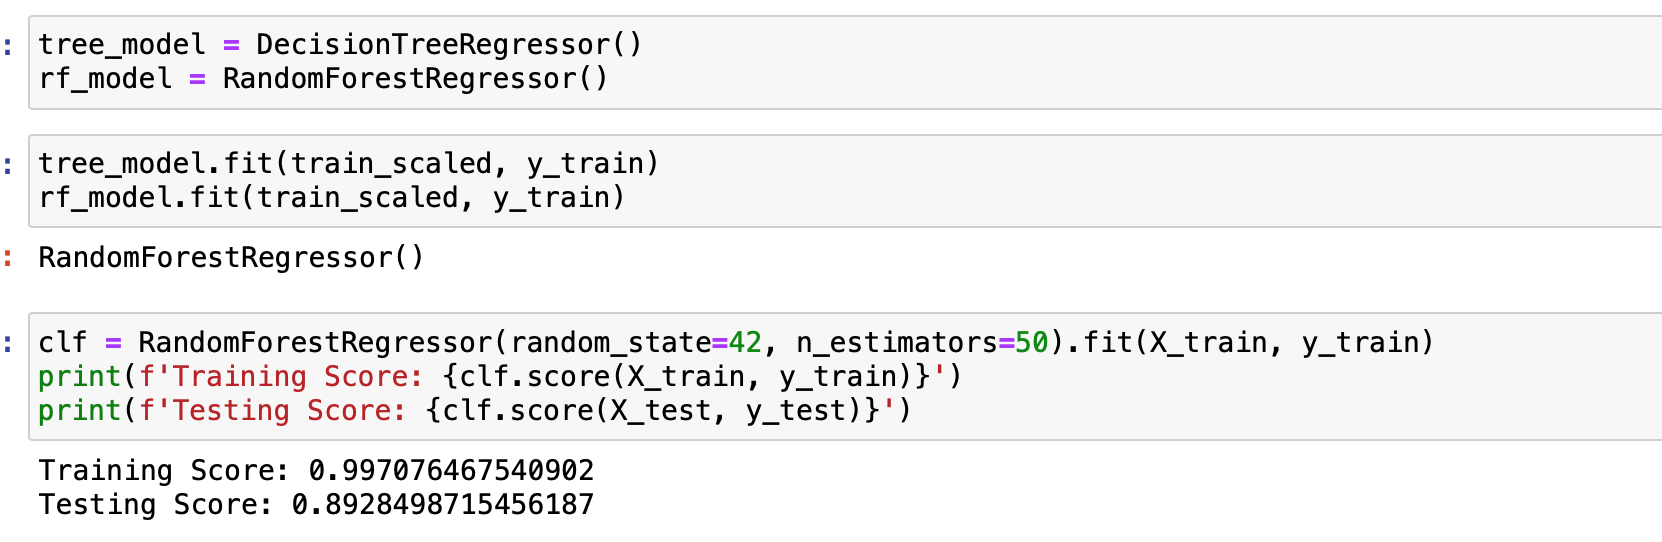 : tree_model = DecisionTreeRegressor()
rf_model = RandomForestRegressor()
: tree_model.fit(train_scaled, y_train)
rf_model.fit(train_scaled, y_train)
: RandomForestRegressor()
: clf = RandomForestRegressor(random_state=42, n_estimators=50).fit(X_train, y_train)
print(f'Training Score: {clf.score(X_train, y_train)}')
print(f'Testing Score: {clf.score(X_test, y_test)}')
Training Score: 0.997076467540902
Testing Score: 0.8928498715456187